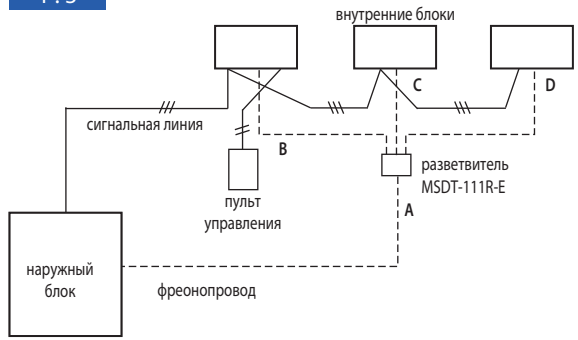 внутренние блоки
C
D
сигнальная линия
B
разветвитель
MSDT-111R-E
пульт
управления
A
наружный
блок
фреонопровод